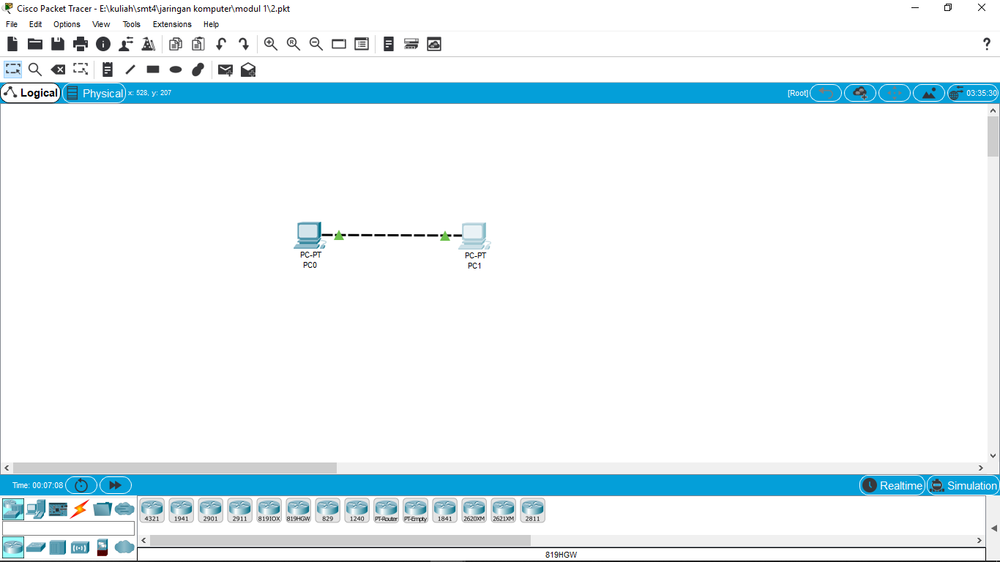 Cisco Packet Tracer - E:\kuliah\smt4\jaringan komputer\modul 1\2.pkt
File Edit Options View Tools Extensions Help
R R ?
Logical Physical x: 528, y: 207 [Root] 03:35:30
PC-PT PC-PT
PC0 PC1
Time: 00:07:08 Realtime Simulation
4321 1941 2901 2911 819IOX 819HGW 829 1240 PT-Router PT-Empty 1841 2620XM 2621XM 2811
819HGW